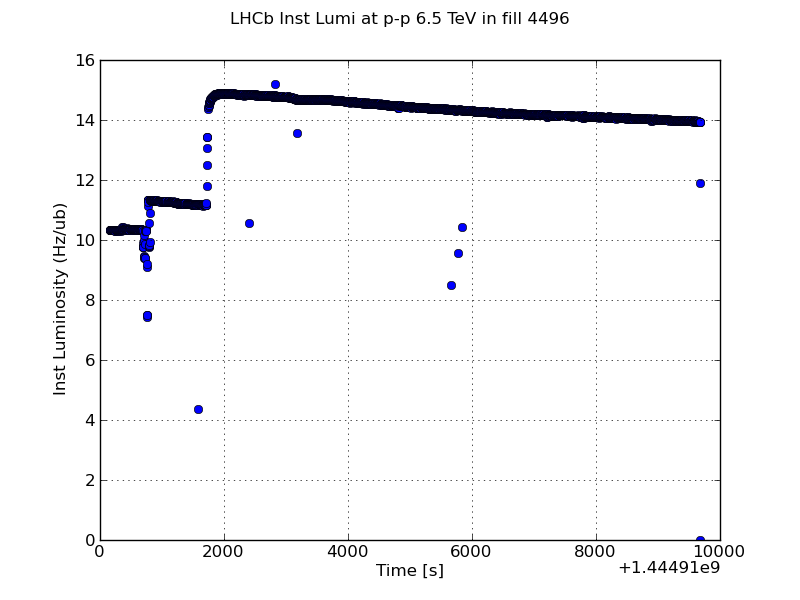 LHCb Inst Lumi at p-p 6.5 TeV in fill 4496
16
14
12
10
8
6
4
2
0
Inst Luminosity (Hz/ub)
0 2000 4000 6000 8000 10000
Time [s]
+1.44491e9